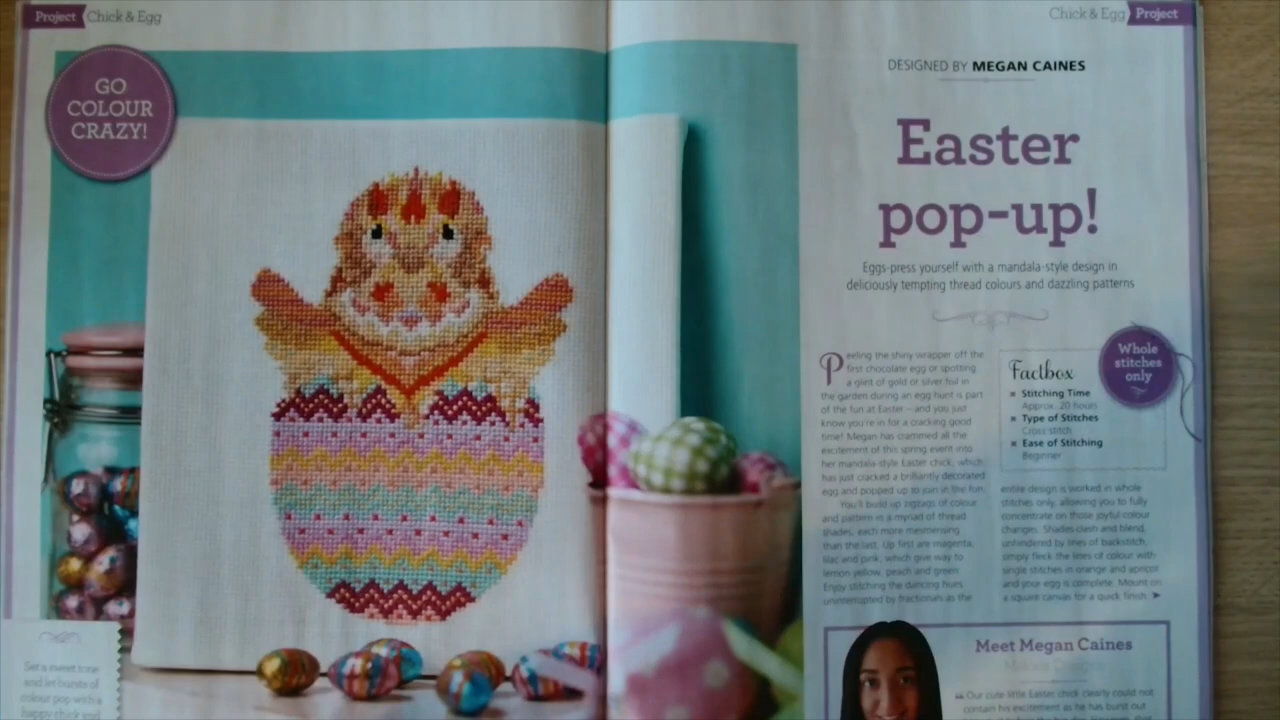 Project Chick & Egg
GO
COLOUR
CRAZY!
Set a sweet tone
and let bursts of
colour pop with a
happy chick and
Chick & Egg Project
DESIGNED BY MEGAN CAINES
Easter
pop-up!
Eggs-press yourself with a mandala-style design in
deliciously tempting thread colours and dazzling patterns
Peeling the shiny wrapper off the
first chocolate egg or spotting
a glint of gold or silver foil in
the garden during an egg hunt is part
of the fun at Easter – and you just
know you're in for a cracking good
time! Megan has crammed all the
excitement of this spring event into
her mandala-style Easter chick, which
has just cracked a brilliantly decorated
egg and popped up to join in the fun.
You'll build up zigzags of colour
and pattern in a myriad of thread
shades, each more mesmerising
than the last. Up first are magenta,
lilac and pink, which give way to
lemon yellow, peach and green.
Enjoy stitching the dancing hues
uninterrupted by fractionals as the
Factbox
Stitching Time
Approx. 20 hours
Type of Stitches
Cross stitch
Ease of Stitching
Beginner
Whole
stitches
only
entire design is worked in whole
stitches only, allowing you to fully
concentrate on those joyful colour
changes. Shades clash and blend,
unhindered by lines of backstitch,
simply fleck the lines of colour with
single stitches in orange and apricot
and your egg is complete. Mount on
a square canvas for a quick finish.
Meet Megan Caines
“Our cute little Easter chick clearly could not
contain his excitement as he has burst out